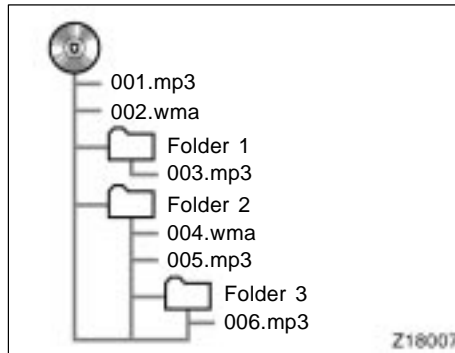 001.mp3
002.wma
Folder 1
003.mp3
Folder 2
004.wma
005.mp3
Folder 3
006.mp3
Z18007